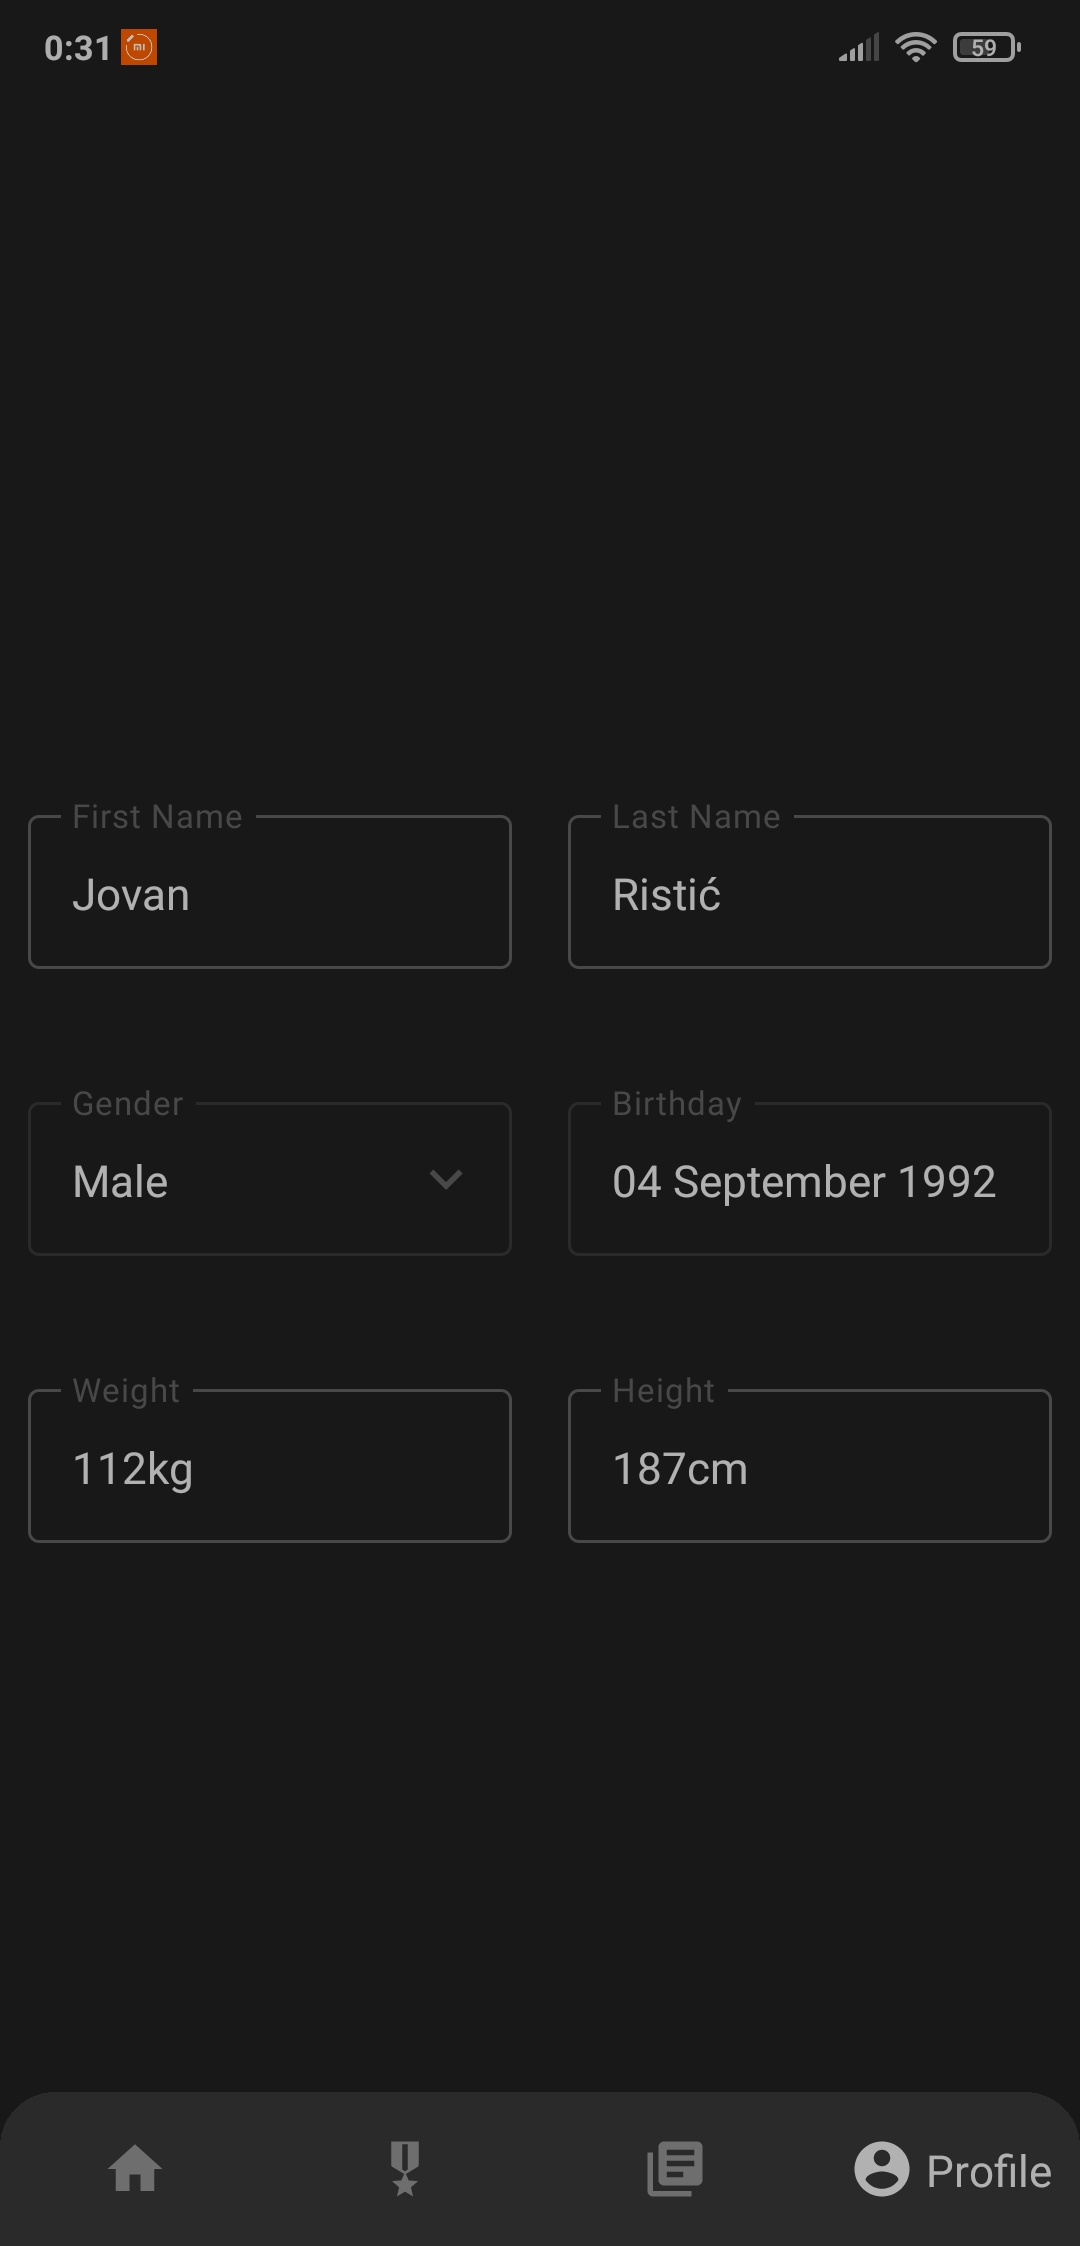 0:31 mi 59
First Name Last Name
Jovan Ristić
Gender Birthday
Male 04 September 1992
Weight Height
112kg 187cm
Profile